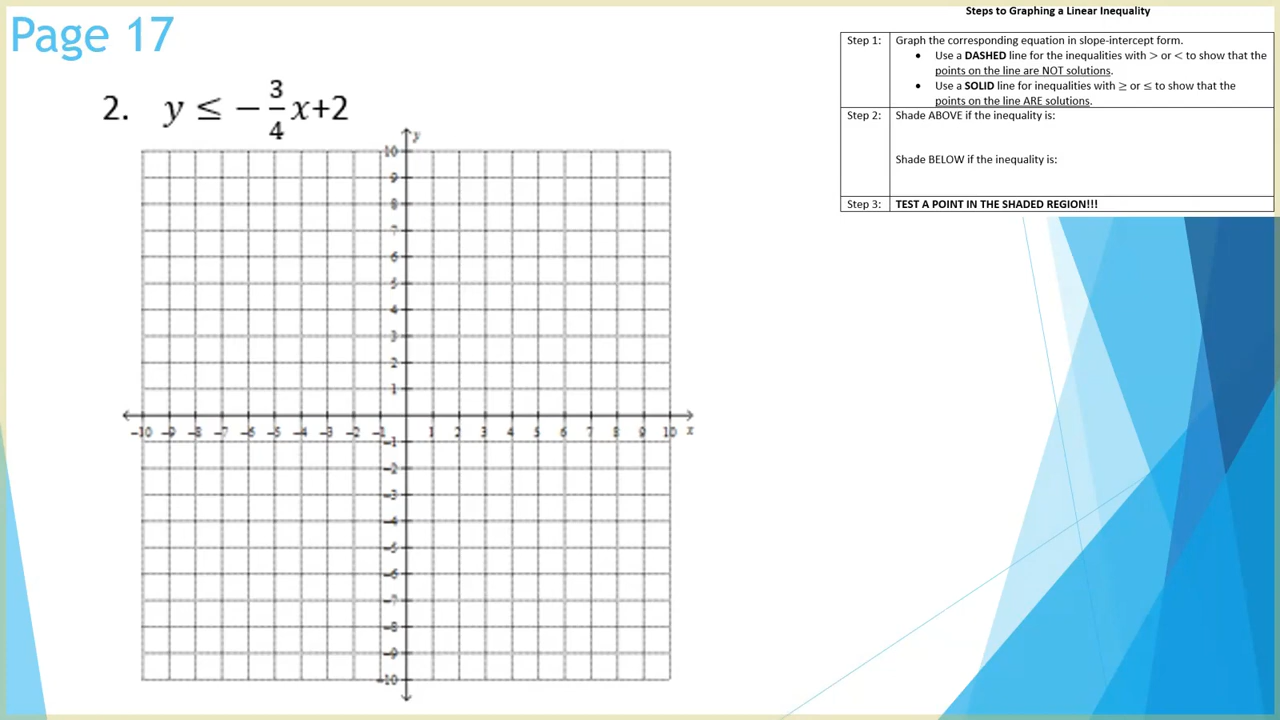 Page 17
Steps to Graphing a Linear Inequality
Step 1: Graph the corresponding equation in slope-intercept form.
• Use a DASHED line for the inequalities with > or < to show that the
points on the line are NOT solutions.
• Use a SOLID line for inequalities with ≥ or ≤ to show that the
points on the line ARE solutions.
Step 2: Shade ABOVE if the inequality is:
Shade BELOW if the inequality is:
Step 3: TEST A POINT IN THE SHADED REGION!!!
2. y ≤ −3/4x+2
y
10
9
8
7
6
5
4
3
2
1
-10 -9 -8 -7 -6 -5 -4 -3 -2 -1 1 2 3 4 5 6 7 8 9 10 x
-1
-2
-3
-4
-5
-6
-7
-8
-9
-10